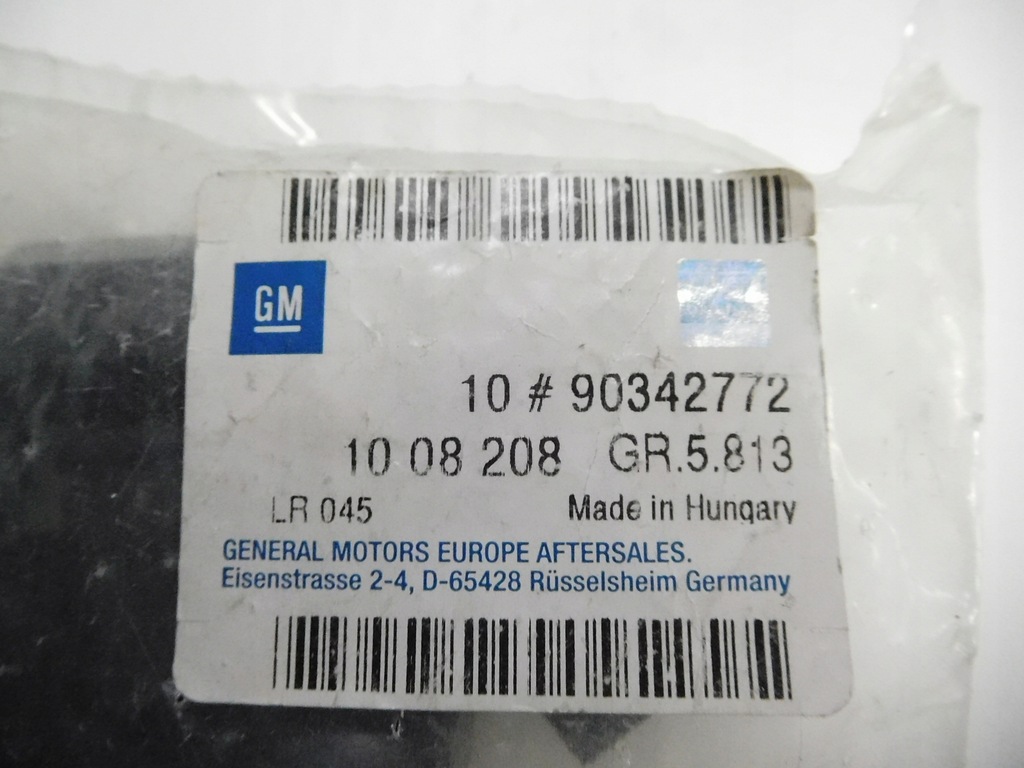 GM
10 # 90342772
10 08 208 GR.5.813
LR 045 Made in Hungary
GENERAL MOTORS EUROPE AFTERSALES.
Eisenstrasse 2-4, D-65428 Rüsselsheim Germany